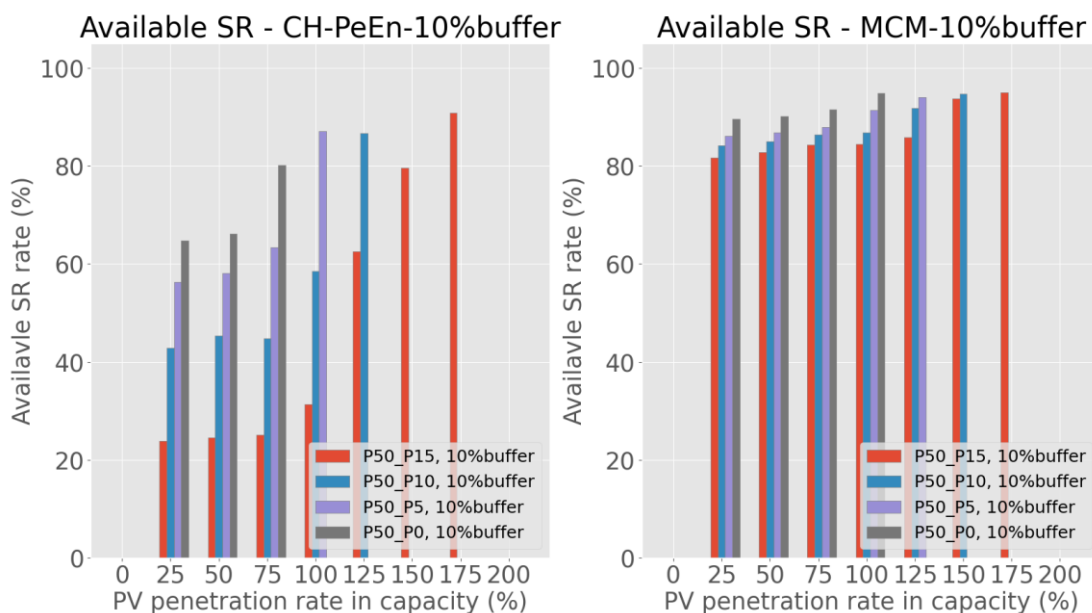 Available SR - CH-PeEn-10%buffer
Availavle SR rate (%)
100
80
60
40
20
0
P50_P15, 10%buffer
P50_P10, 10%buffer
P50_P5, 10%buffer
P50_P0, 10%buffer
0 25 50 75 100 125 150 175 200
PV penetration rate in capacity (%)
Available SR - MCM-10%buffer
Availavle SR rate (%)
100
80
60
40
20
0
P50_P15, 10%buffer
P50_P10, 10%buffer
P50_P5, 10%buffer
P50_P0, 10%buffer
0 25 50 75 100 125 150 175 200
PV penetration rate in capacity (%)